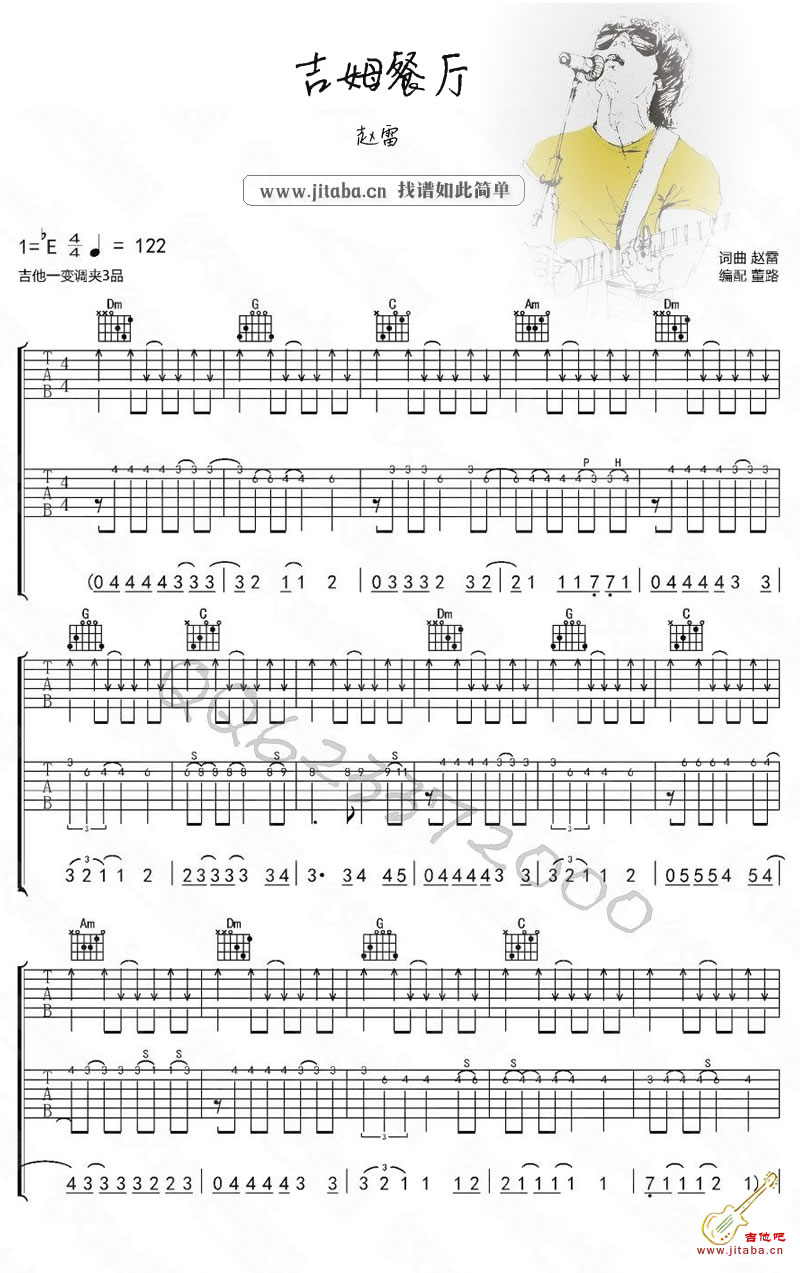 吉姆餐厅
赵雷
www.jitaba.cn 找谱如此简单
1=♭E 4/4 ♩ = 122
吉他一变调夹3品
词曲 赵雷
编配 董路
Dm G C Am Dm
T A B 4 4
T A B 4 4
4 4 4 4 3 3 3 3 6 6 4 4 6 3 3 3 6 4 3 6 4 6 4 4 4 3 3 4 4 4 4 4 3 3
P H
(0 4 4 4 4 3 3 3 | 3 2 1 1 2 | 0 3 3 3 2 3 2 | 2 1 1 1 7 7 1 | 0 4 4 4 4 3 3
G C Dm G C
T A B
T A B
3 6 4 4 6 6 8 8 8 8 8 9 8 8 9 9 11 4 4 4 4 3 3 3 6 4 4 6 6 6 6 4 6 4
S S
3
3
3 2 1 1 2 | 2 3 3 3 3 3 4 | 3· 3 4 4 5 | 0 4 4 4 4 3 3 | 3 2 1 1 2 | 0 5 5 5 4 5 4
Am Dm G C
T A B
T A B
4 3 3 3 3 1 1 3 4 4 4 4 3 3 3 3 6 4 4 4 6 6 4 6 4 4 4 3 4 4 4 6
S S S S S
3
4 3 3 3 3 2 2 3 | 0 4 4 4 4 3 3 3 | 3 2 1 1 1 2 | 2 1 2 1 1 1 | 7 1 1 1 2 1)
QQ623372000
吉他吧
www.jitaba.cn